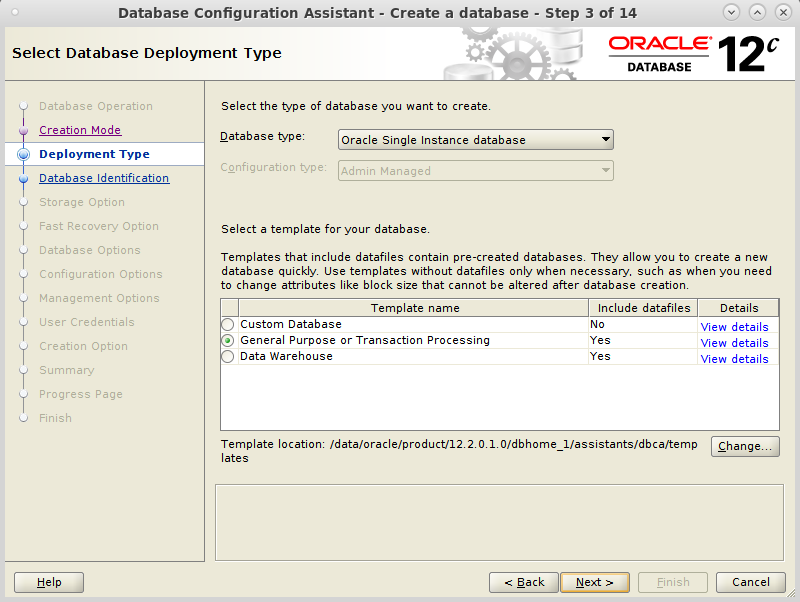 Database Configuration Assistant - Create a database - Step 3 of 14
Select Database Deployment Type
ORACLE
DATABASE
12c
Database Operation
Creation Mode
Deployment Type
Database Identification
Storage Option
Fast Recovery Option
Database Options
Configuration Options
Management Options
User Credentials
Creation Option
Summary
Progress Page
Finish
Select the type of database you want to create.
Database type: Oracle Single Instance database
Configuration type: Admin Managed
Select a template for your database.
Templates that include datafiles contain pre-created databases. They allow you to create a new
database quickly. Use templates without datafiles only when necessary, such as when you need
to change attributes like block size that cannot be altered after database creation.
Template name Include datafiles Details
Custom Database No View details
General Purpose or Transaction Processing Yes View details
Data Warehouse Yes View details
Template location: /data/oracle/product/12.2.0.1.0/dbhome_1/assistants/dbca/temp
lates
Change...
Help < Back Next > Finish Cancel